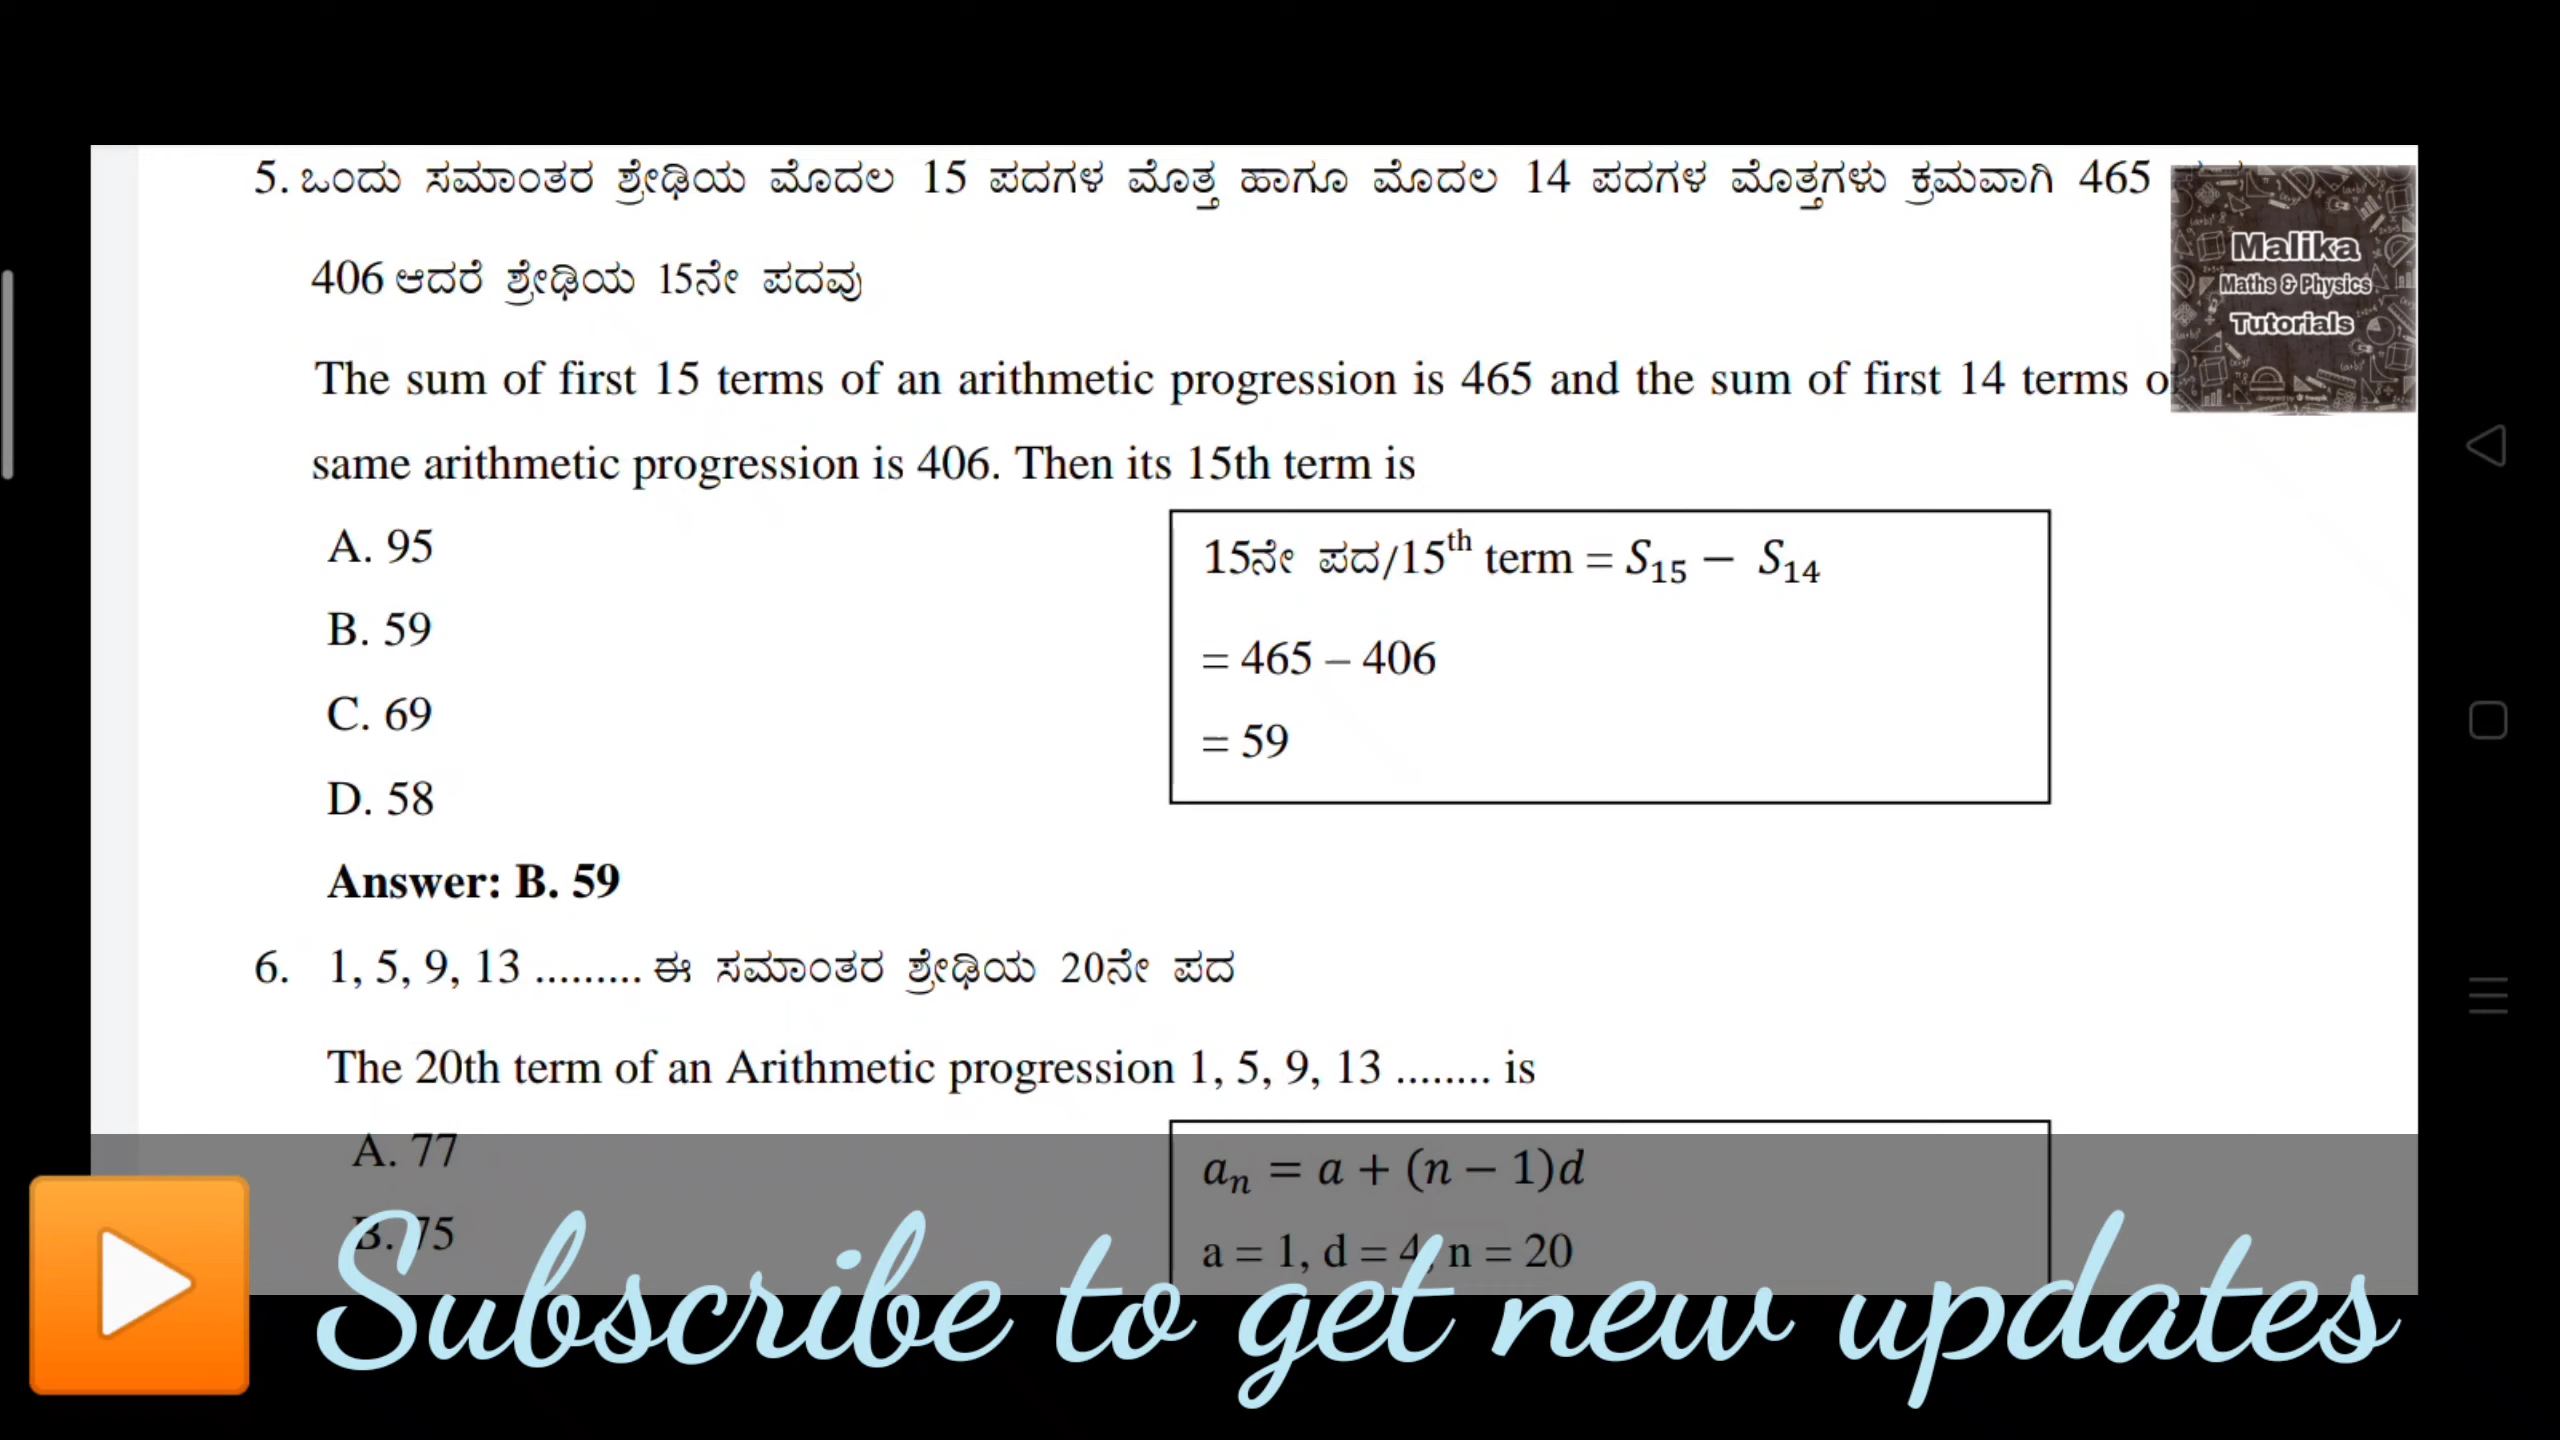 5. ಒಂದು ಸಮಾಂತರ ಶ್ರೇಢಿಯ ಮೊದಲ 15 ಪದಗಳ ಮೊತ್ತ ಹಾಗೂ ಮೊದಲ 14 ಪದಗಳ ಮೊತ್ತಗಳು ಕ್ರಮವಾಗಿ 465
406 ಆದರೆ ಶ್ರೇಢಿಯ 15ನೇ ಪದವು
Malika
Maths & Physics
Tutorials
The sum of first 15 terms of an arithmetic progression is 465 and the sum of first 14 terms
same arithmetic progression is 406. Then its 15th term is
A. 95
B. 59
C. 69
D. 58
15ನೇ ಪದ/15th term = S15 − S14
= 465 – 406
= 59
Answer: B. 59
6. 1, 5, 9, 13 ......... ಈ ಸಮಾಂತರ ಶ್ರೇಢಿಯ 20ನೇ ಪದ
The 20th term of an Arithmetic progression 1, 5, 9, 13 ........ is
A. 77
B. 75
an = a + (n − 1)d
a = 1, d = 4, n = 20
Subscribe to get new updates